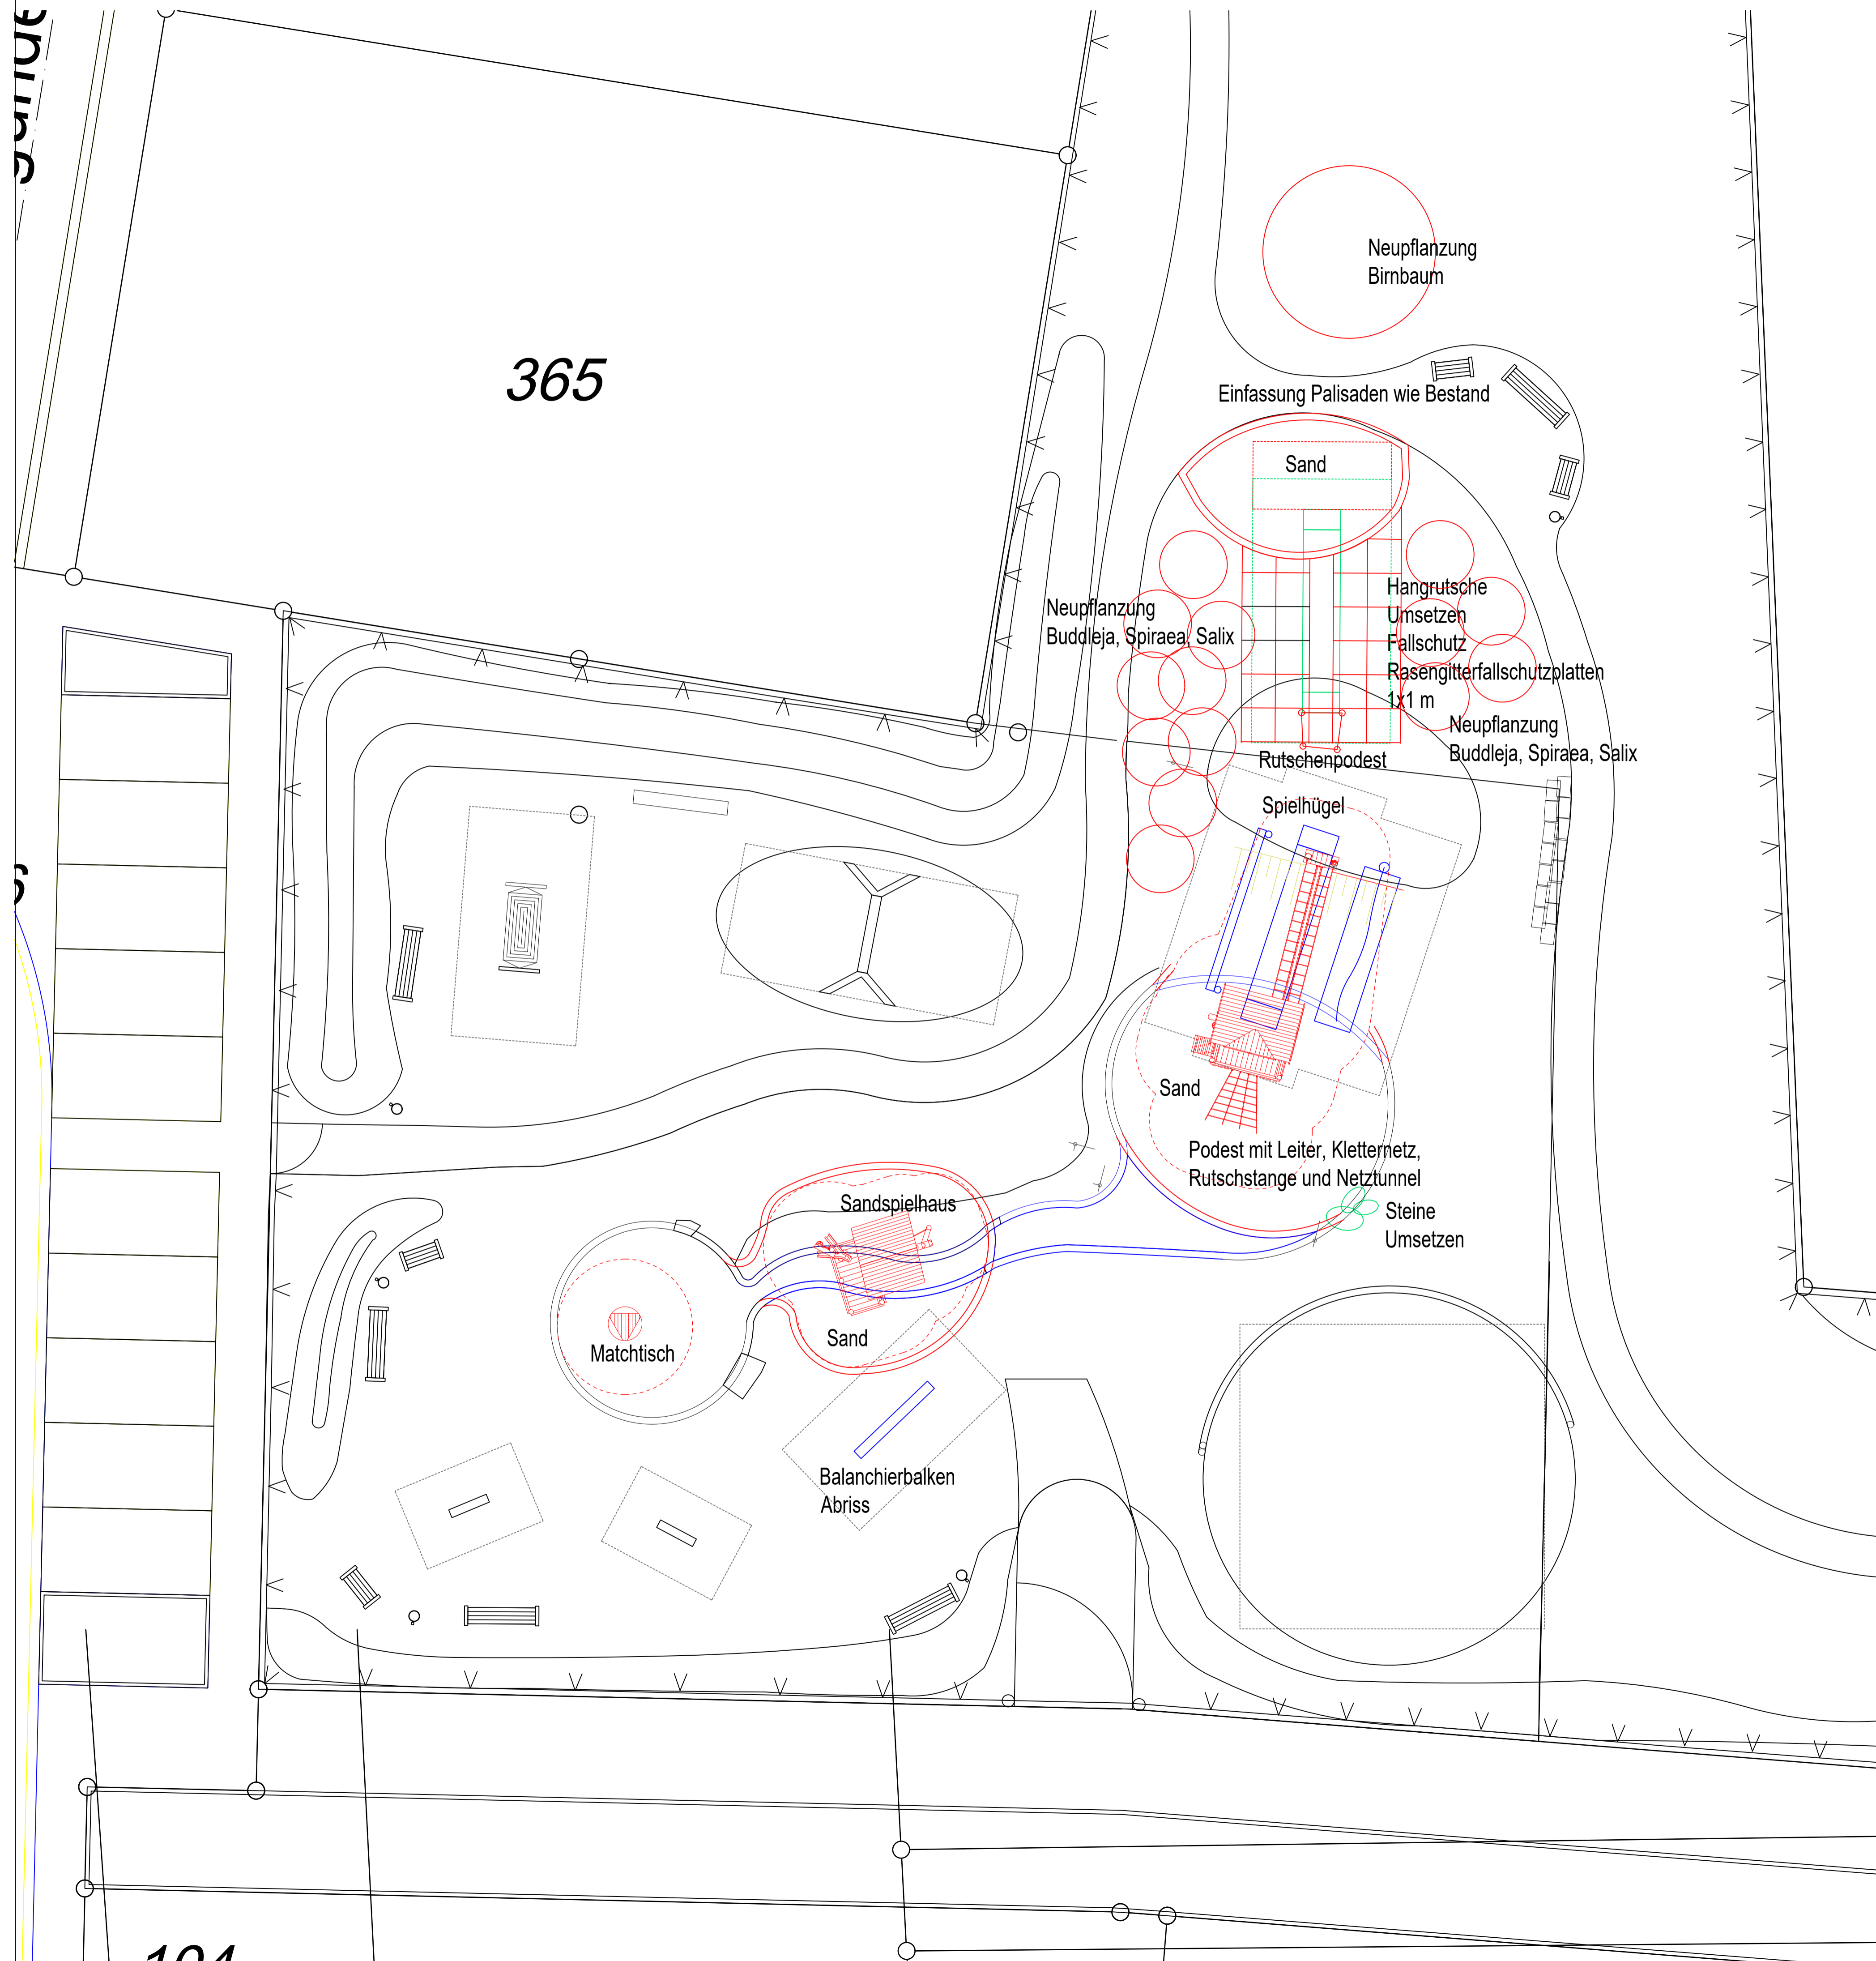 Neupflanzung
Birnbaum
365
Einfassung Palisaden wie Bestand
Sand
Hangrutsche
Umsetzen
Fallschutz
Rasengitterfallschutzplatten
1x1 m
Neupflanzung
Buddleja, Spiraea, Salix
Neupflanzung
Buddleja, Spiraea, Salix
Rutschenpodest
Spielhügel
Sand
Podest mit Leiter, Kletternetz,
Rutschstange und Netztunnel
Steine
Umsetzen
Sandspielhaus
Sand
Matchtisch
Balanchierbalken
Abriss